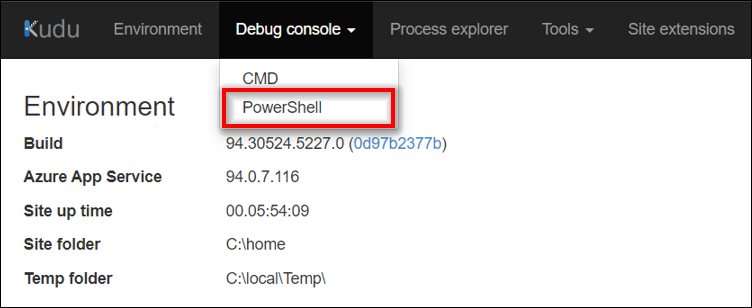 Kudu Environment Debug console Process explorer Tools Site extensions
CMD
PowerShell
Environment
Build 94.30524.5227.0 (0d97b2377b)
Azure App Service 94.0.7.116
Site up time 00.05:54:09
Site folder C:\home
Temp folder C:\local\Temp\